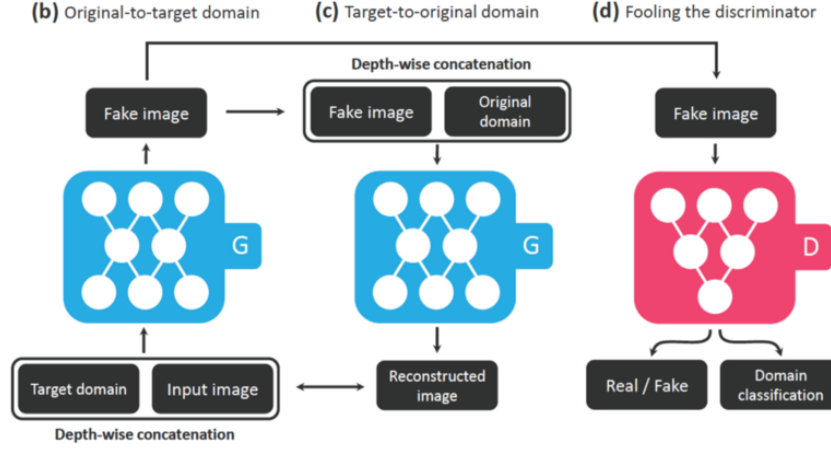 (b) Original-to-target domain
(c) Target-to-original domain
(d) Fooling the discriminator
Depth-wise concatenation
Fake image
Fake image
Original
domain
Fake image
G
G
D
Target domain
Input image
Reconstructed
image
Real / Fake
Domain
classification
Depth-wise concatenation